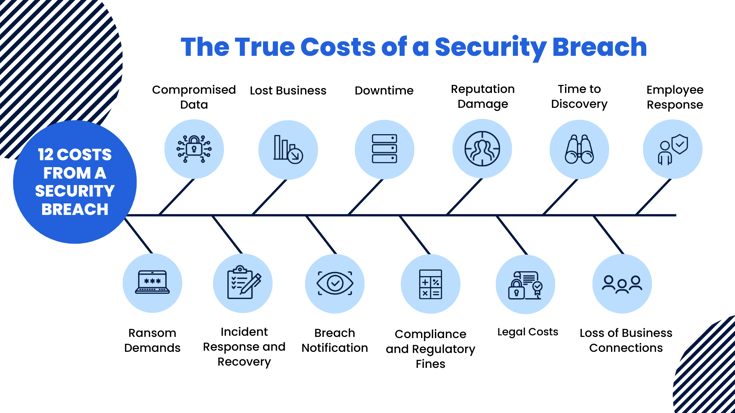 The True Costs of a Security Breach
Compromised
Data
Lost Business
Downtime
Reputation
Damage
Time to
Discovery
Employee
Response
12 COSTS
FROM A
SECURITY
BREACH
Ransom
Demands
Incident
Response and
Recovery
Breach
Notification
Compliance
and Regulatory
Fines
Legal Costs
Loss of Business
Connections